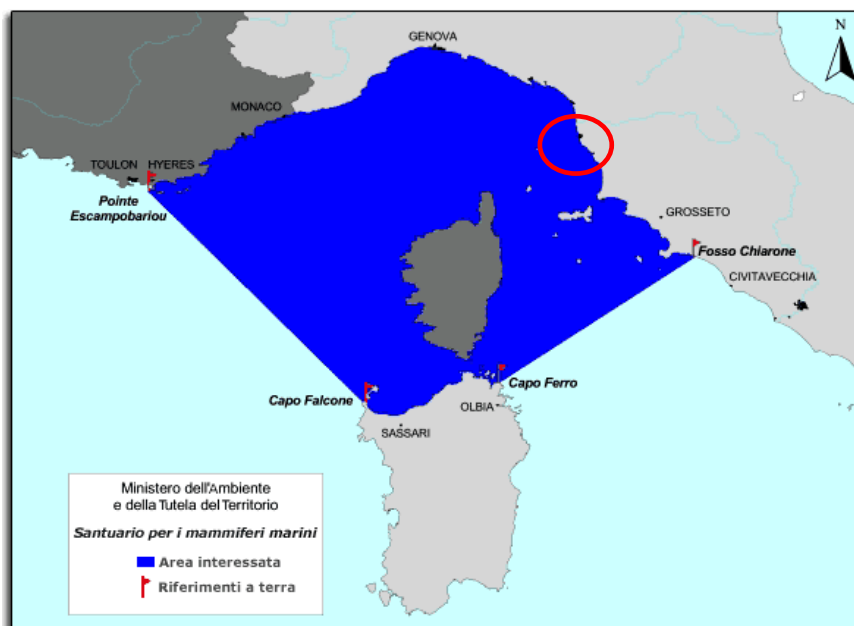 N
GENOVA
MONACO
TOULON HYERES
Pointe
Escampobariou
GROSSETO
Fosso Chiarone
CIVITAVECCHIA
Capo Ferro
Capo Falcone
OLBIA
SASSARI
Ministero dell'Ambiente
e della Tutela del Territorio
Santuario per i mammiferi marini
Area interessata
Riferimenti a terra